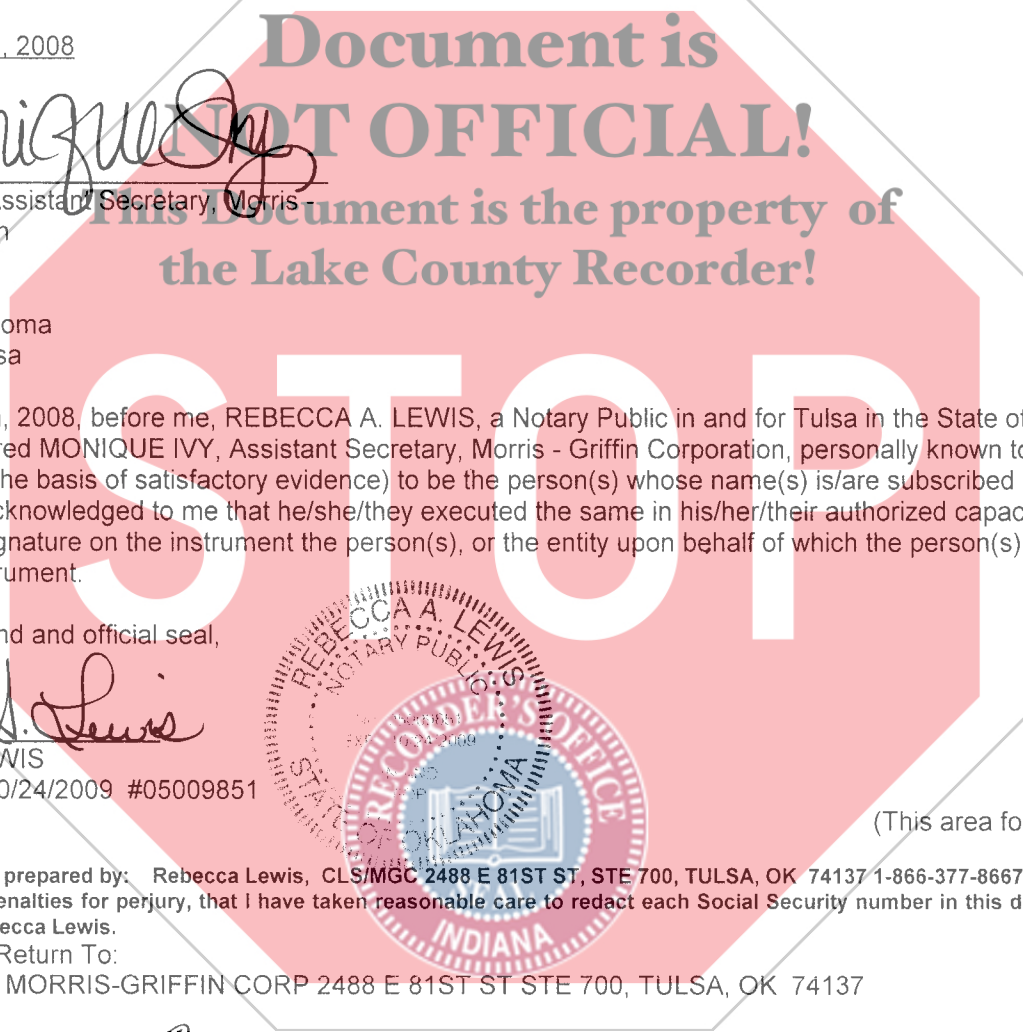 Document is
, 2008
NOT OFFICIAL!
Assistant Secretary, Morris -
This Document is the property of
the Lake County Recorder!
oma
sa
STOP
, 2008, before me, REBECCA A. LEWIS, a Notary Public in and for Tulsa in the State of
red MONIQUE IVY, Assistant Secretary, Morris - Griffin Corporation, personally known to
he basis of satisfactory evidence) to be the person(s) whose name(s) is/are subscribed
cknowledged to me that he/she/they executed the same in his/her/their authorized capac
gnature on the instrument the person(s), or the entity upon behalf of which the person(s)
rument.
nd and official seal,
REBECCA A. LEWIS
NOTARY PUBLIC
STATE OF OKLAHOMA
RECORDER'S OFFICE
SEAL
INDIANA
S. Lewis
WIS
0/24/2009 #05009851
(This area fo
prepared by: Rebecca Lewis, CLS/MGC 2488 E 81ST ST, STE 700, TULSA, OK 74137 1-866-377-8667
enalties for perjury, that I have taken reasonable care to redact each Social Security number in this d
ecca Lewis.
Return To:
MORRIS-GRIFFIN CORP 2488 E 81ST ST STE 700, TULSA, OK 74137